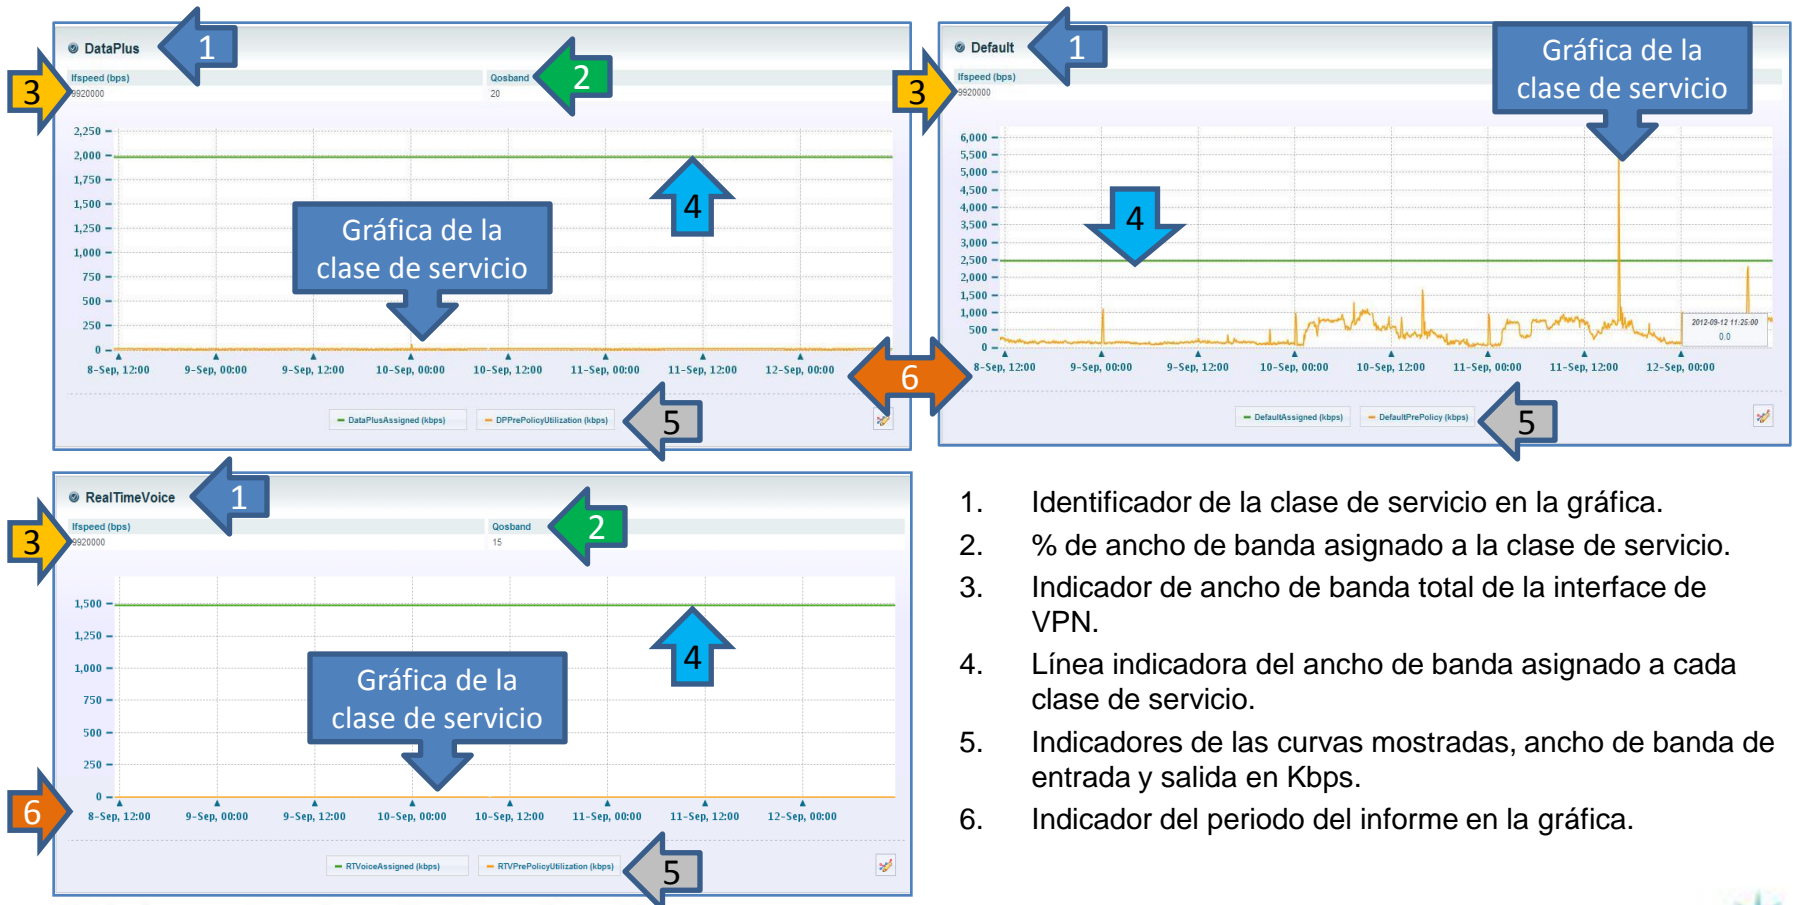 DataPlus
1
Ifspeed (bps)
Qosband
2
3
9920000
20
2,250
2,000
1,750
1,500
1,250
1,000
750
500
250
0
4
Gráfica de la
clase de servicio
8-Sep, 12:00 9-Sep, 00:00 9-Sep, 12:00 10-Sep, 00:00 10-Sep, 12:00 11-Sep, 00:00 11-Sep, 12:00 12-Sep, 00:00
DataPlusAssigned (kbps) DPPrePolicyUtilization (kbps)
5
6
Default
1
Ifspeed (bps)
3
9920000
Gráfica de la
clase de servicio
6,000
5,500
5,000
4,500
4,000
3,500
3,000
2,500
2,000
1,500
1,000
500
0
4
2012-09-12 11:25:00
0.0
8-Sep, 12:00 9-Sep, 00:00 9-Sep, 12:00 10-Sep, 00:00 10-Sep, 12:00 11-Sep, 00:00 11-Sep, 12:00 12-Sep, 00:00
DefaultAssigned (kbps) DefaultPrePolicy (kbps)
5
RealTimeVoice
1
Ifspeed (bps)
Qosband
2
3
9920000
15
1,500
1,250
1,000
750
500
250
0
4
Gráfica de la
clase de servicio
6
8-Sep, 12:00 9-Sep, 00:00 9-Sep, 12:00 10-Sep, 00:00 10-Sep, 12:00 11-Sep, 00:00 11-Sep, 12:00 12-Sep, 00:00
RTVoiceAssigned (kbps) RTVPrePolicyUtilization (kbps)
5
1. Identificador de la clase de servicio en la gráfica.
2. % de ancho de banda asignado a la clase de servicio.
3. Indicador de ancho de banda total de la interface de
VPN.
4. Línea indicadora del ancho de banda asignado a cada
clase de servicio.
5. Indicadores de las curvas mostradas, ancho de banda de
entrada y salida en Kbps.
6. Indicador del periodo del informe en la gráfica.